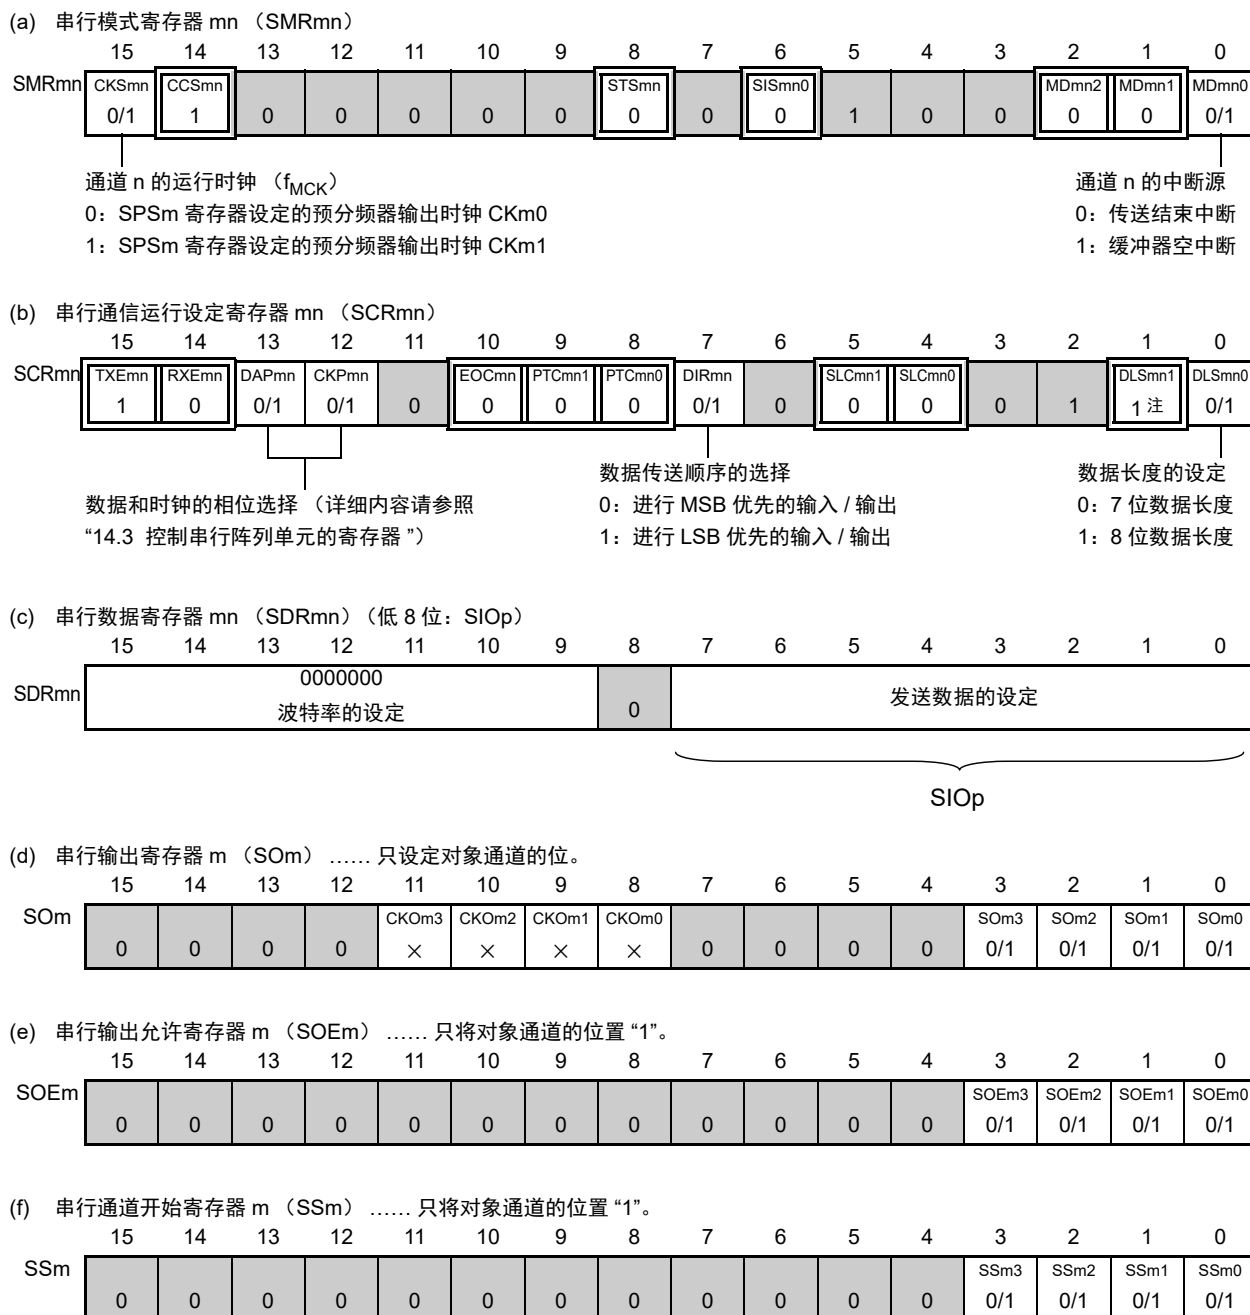 (a) 串行模式寄存器 mn （SMRmn）
15 14 13 12 11 10 9 8 7 6 5 4 3 2 1 0
SMRmn CKSmn CCSmn STSmn SISmn0 MDmn2 MDmn1 MDmn0
0/1 1 0 0 0 0 0 0 0 0 1 0 0 0 0 0/1
通道 n 的运行时钟 （fMCK） 通道 n 的中断源
0：SPSm 寄存器设定的预分频器输出时钟 CKm0 0：传送结束中断
1：SPSm 寄存器设定的预分频器输出时钟 CKm1 1：缓冲器空中断
(b) 串行通信运行设定寄存器 mn （SCRmn）
15 14 13 12 11 10 9 8 7 6 5 4 3 2 1 0
SCRmn TXEmn RXEmn DAPmn CKPmn EOCmn PTCmn1 PTCmn0 DIRmn SLCmn1 SLCmn0 DLSmn1 DLSmn0
1 0 0/1 0/1 0 0 0 0 0/1 0 0 0 0 1 1 注 0/1
数据传送顺序的选择 数据长度的设定
数据和时钟的相位选择 （详细内容请参照 0：进行 MSB 优先的输入 / 输出 0：7 位数据长度
“14.3 控制串行阵列单元的寄存器 ”） 1：进行 LSB 优先的输入 / 输出 1：8 位数据长度
(c) 串行数据寄存器 mn （SDRmn）（低 8 位：SIOp）
15 14 13 12 11 10 9 8 7 6 5 4 3 2 1 0
SDRmn 0000000
波特率的设定 0 发送数据的设定
SIOp
(d) 串行输出寄存器 m （SOm） …… 只设定对象通道的位。
15 14 13 12 11 10 9 8 7 6 5 4 3 2 1 0
SOm CKOm3 CKOm2 CKOm1 CKOm0 SOm3 SOm2 SOm1 SOm0
0 0 0 0 × × × × 0 0 0 0 0/1 0/1 0/1 0/1
(e) 串行输出允许寄存器 m （SOEm） …… 只将对象通道的位置 “1”。
15 14 13 12 11 10 9 8 7 6 5 4 3 2 1 0
SOEm SOEm3 SOEm2 SOEm1 SOEm0
0 0 0 0 0 0 0 0 0 0 0 0 0/1 0/1 0/1 0/1
(f) 串行通道开始寄存器 m （SSm） …… 只将对象通道的位置 “1”。
15 14 13 12 11 10 9 8 7 6 5 4 3 2 1 0
SSm SSm3 SSm2 SSm1 SSm0
0 0 0 0 0 0 0 0 0 0 0 0 0/1 0/1 0/1 0/1